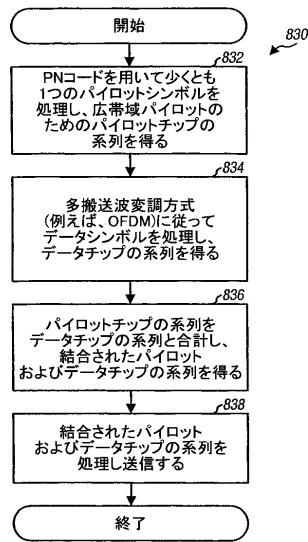 開始
830
832
PNコードを用いて少くとも
1つのパイロットシンボルを
処理し、広帯域パイロットの
ためのパイロットチップの
系列を得る
834
多搬送波変調方式
(例えば、OFDM)に従って
データシンボルを処理し、
データチップの系列を得る
836
パイロットチップの系列を
データチップの系列と合計し、
結合されたパイロット
およびデータチップの系列を得る
838
結合されたパイロット
およびデータチップの系列を
処理し送信する
終了